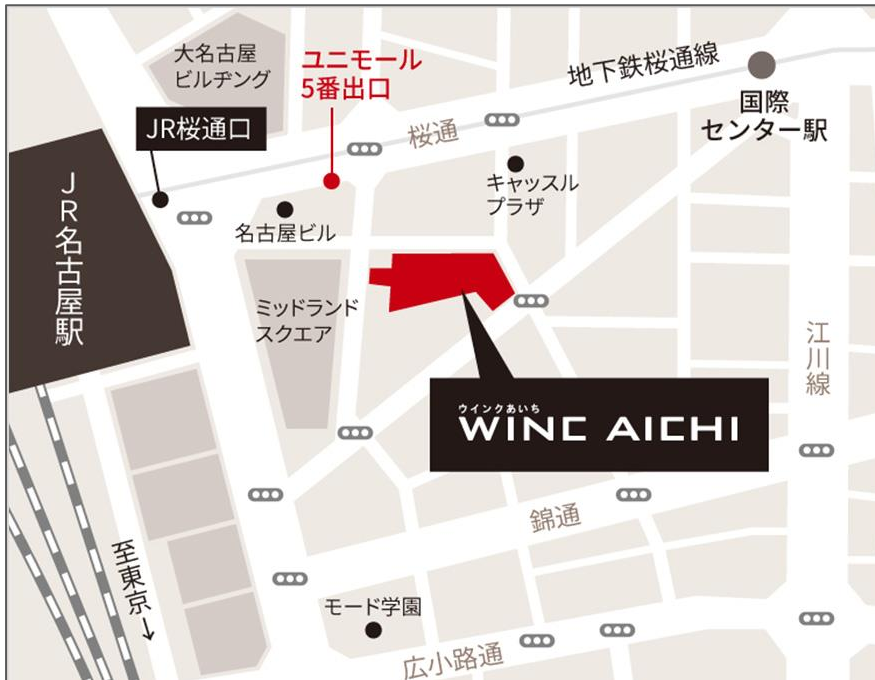 大名古屋
ビルヂング
ユニモール
5番出口
地下鉄桜通線
国際
センター駅
JR桜通口
桜通
キャッスル
プラザ
JR名古屋駅
名古屋ビル
ミッドランド
スクエア
江川線
ウインクあいち
WINC AICHI
錦通
至東京→
モード学園
広小路通